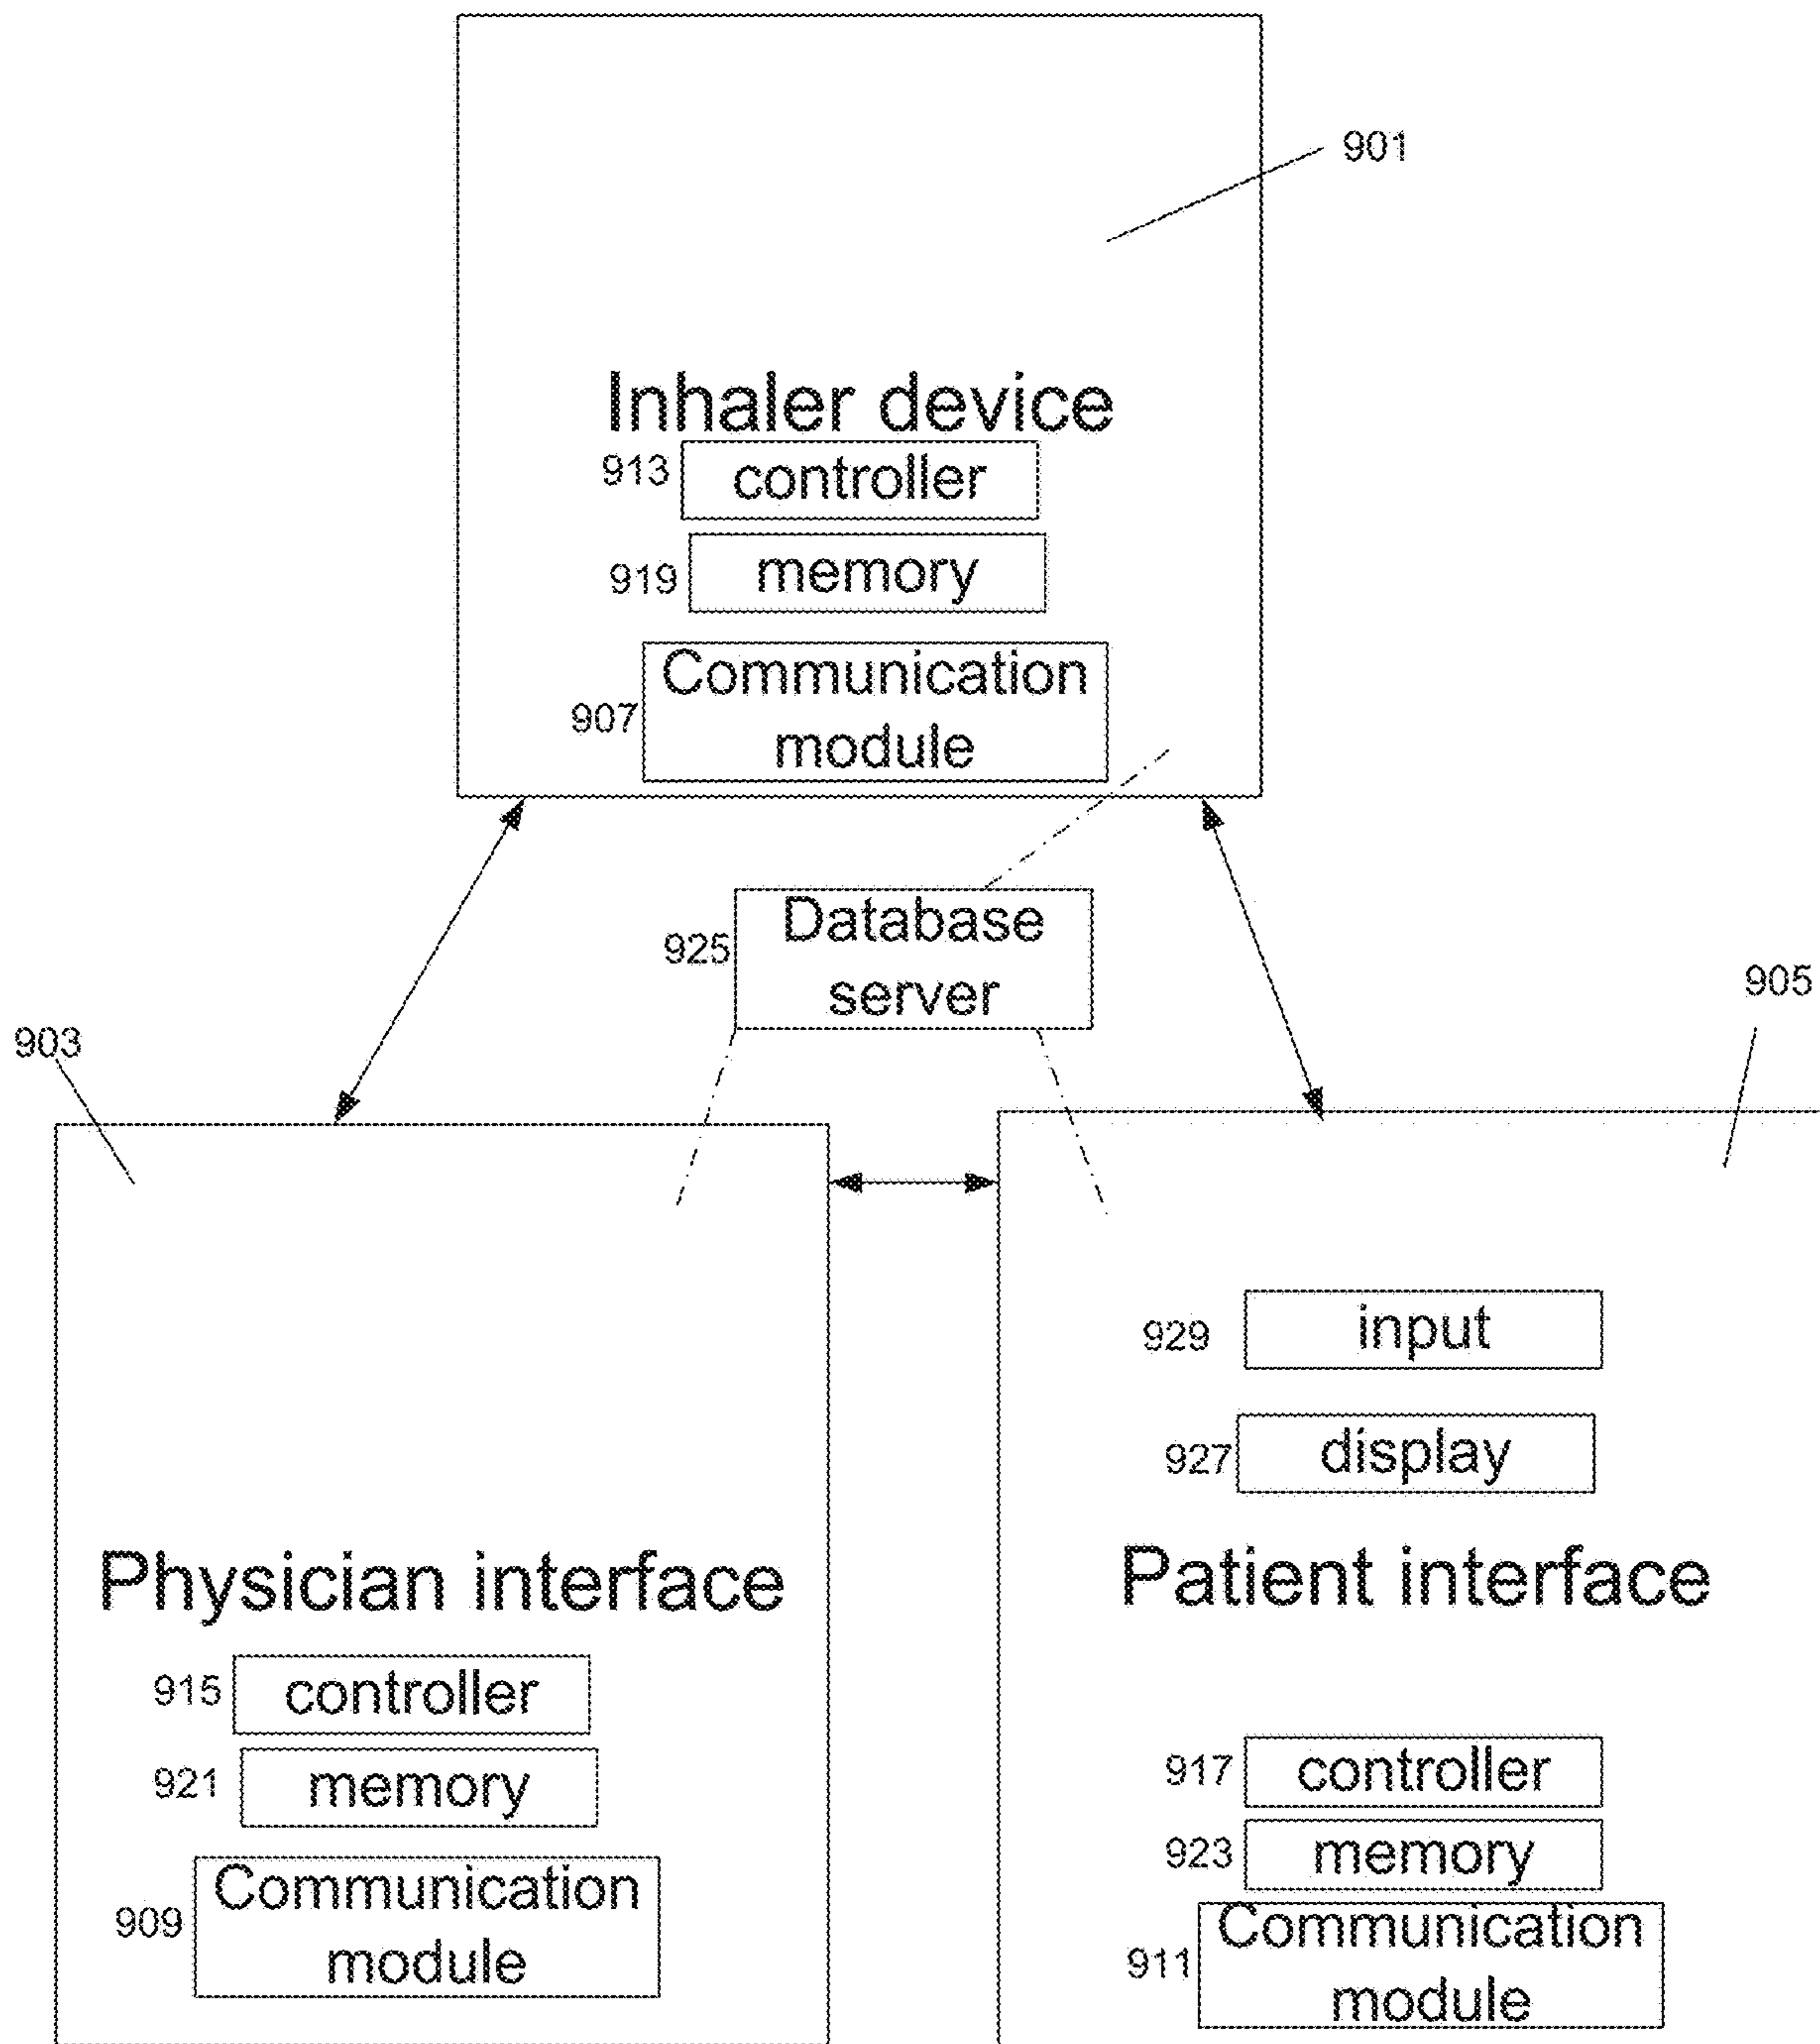 901
Inhaler device
913 controller
919 memory
907 Communication
module
925 Database
server
903
905
929 input
927 display
Physician interface
915 controller
921 memory
909 Communication
module
Patient interface
917 controller
923 memory
911 Communication
module